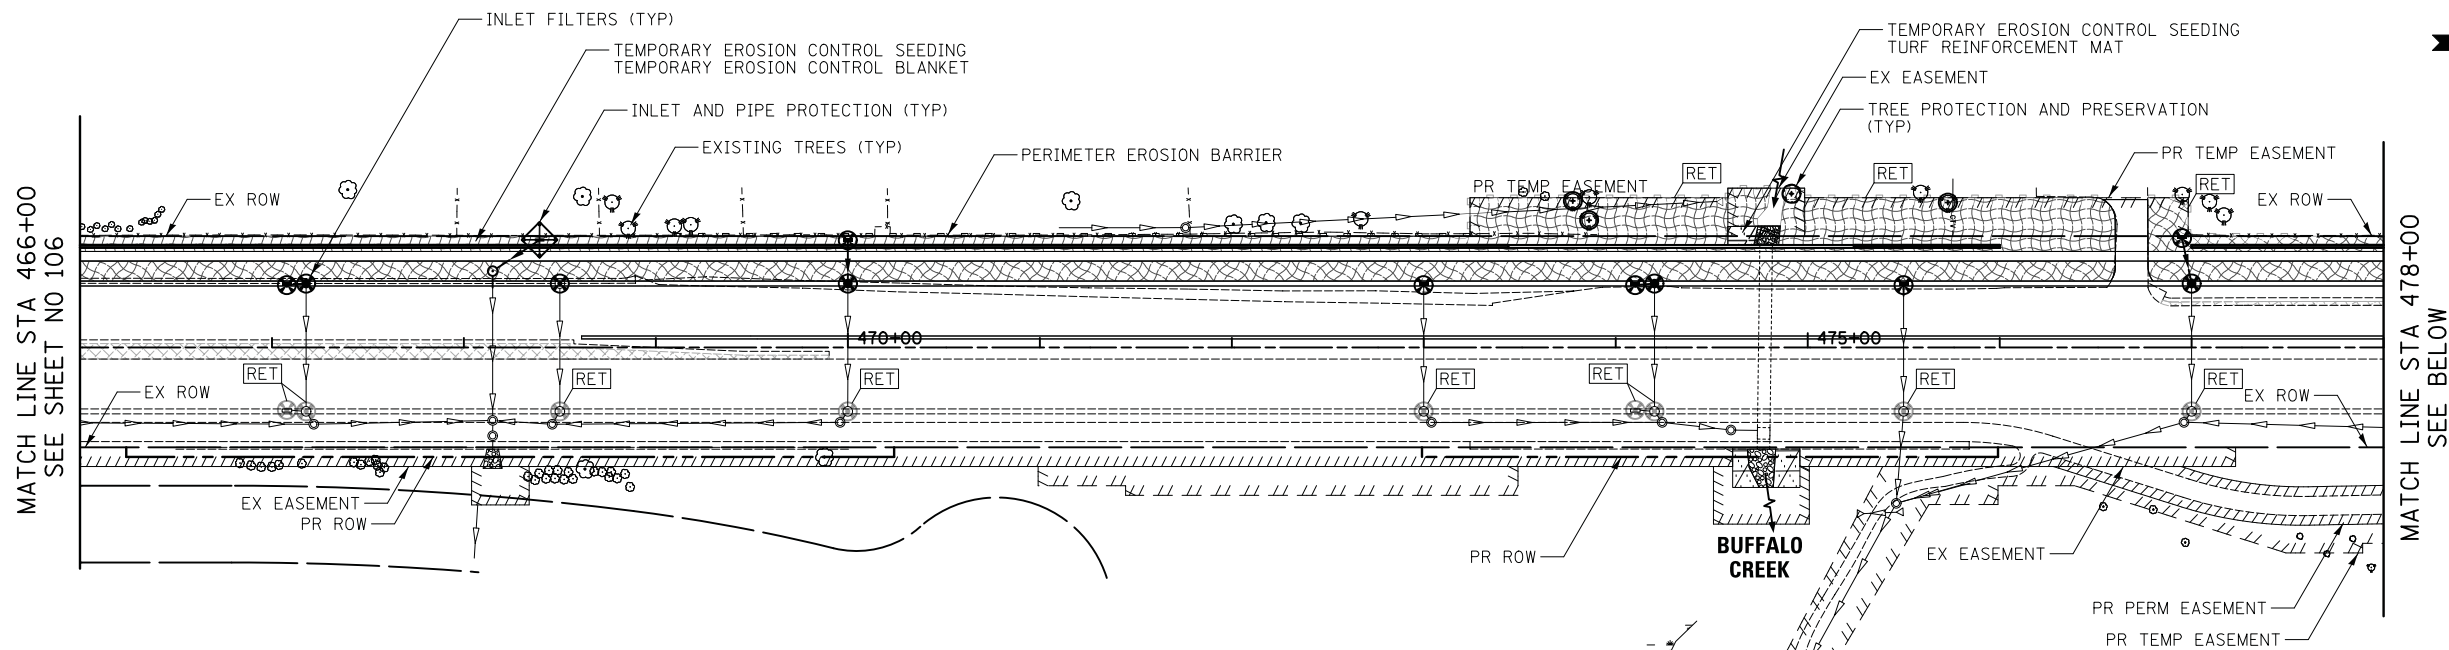 INLET FILTERS (TYP)
TEMPORARY EROSION CONTROL SEEDING
TEMPORARY EROSION CONTROL BLANKET
INLET AND PIPE PROTECTION (TYP)
EXISTING TREES (TYP)
PERIMETER EROSION BARRIER
TEMPORARY EROSION CONTROL SEEDING
TURF REINFORCEMENT MAT
EX EASEMENT
TREE PROTECTION AND PRESERVATION
(TYP)
PR TEMP EASEMENT
EX ROW
PR TEMP EASEMENT
RET
RET
RET
EX ROW
MATCH LINE STA 466+00
SEE SHEET NO 106
470+00
475+00
RET
RET
RET
RET
RET
RET
RET
EX ROW
EX ROW
EX EASEMENT
PR ROW
PR ROW
BUFFALO
CREEK
EX EASEMENT
PR PERM EASEMENT
PR TEMP EASEMENT
MATCH LINE STA 478+00
SEE BELOW